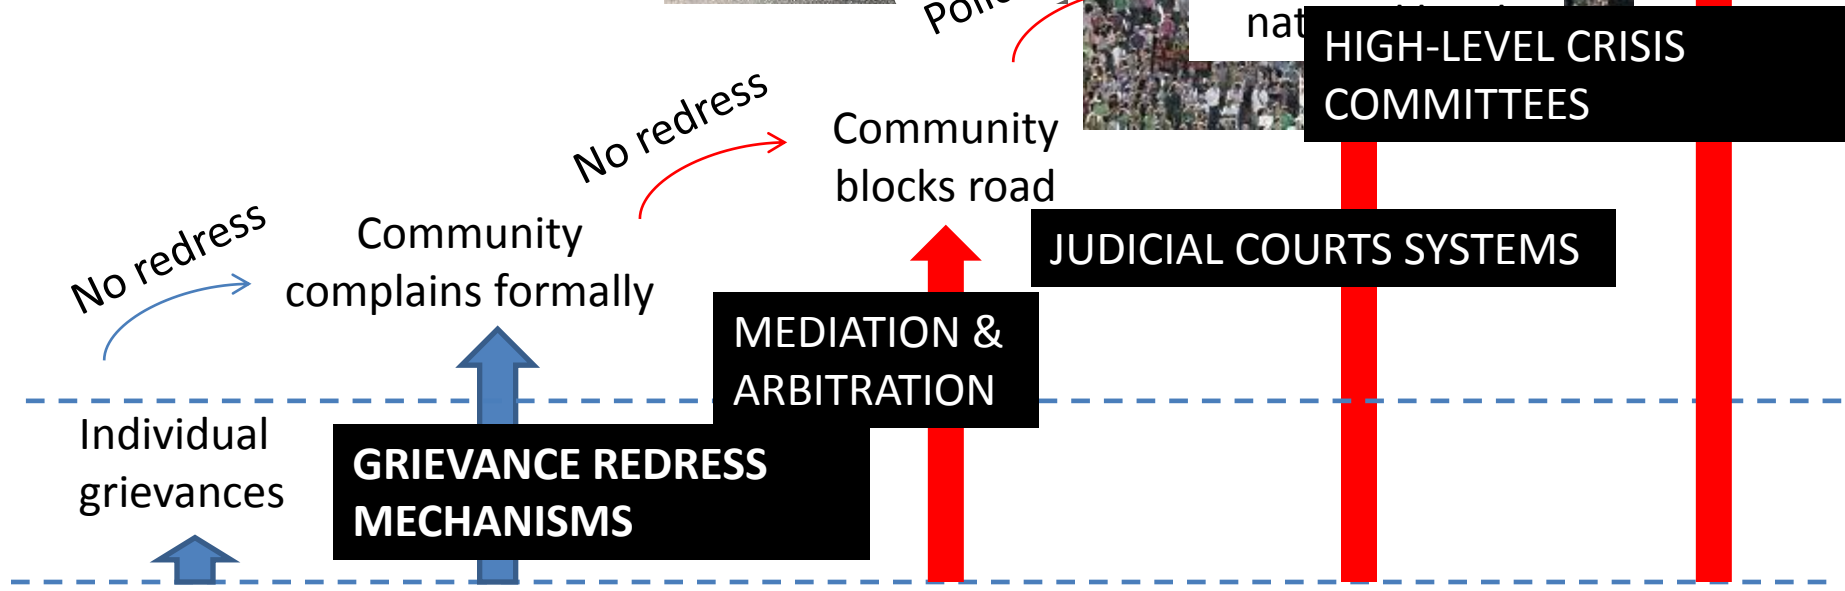 HIGH-LEVEL CRISIS
COMMITTEES
No redress
Community
blocks road
No redress
Community
complains formally
JUDICIAL COURTS SYSTEMS
MEDIATION &
ARBITRATION
Individual
grievances
GRIEVANCE REDRESS
MECHANISMS